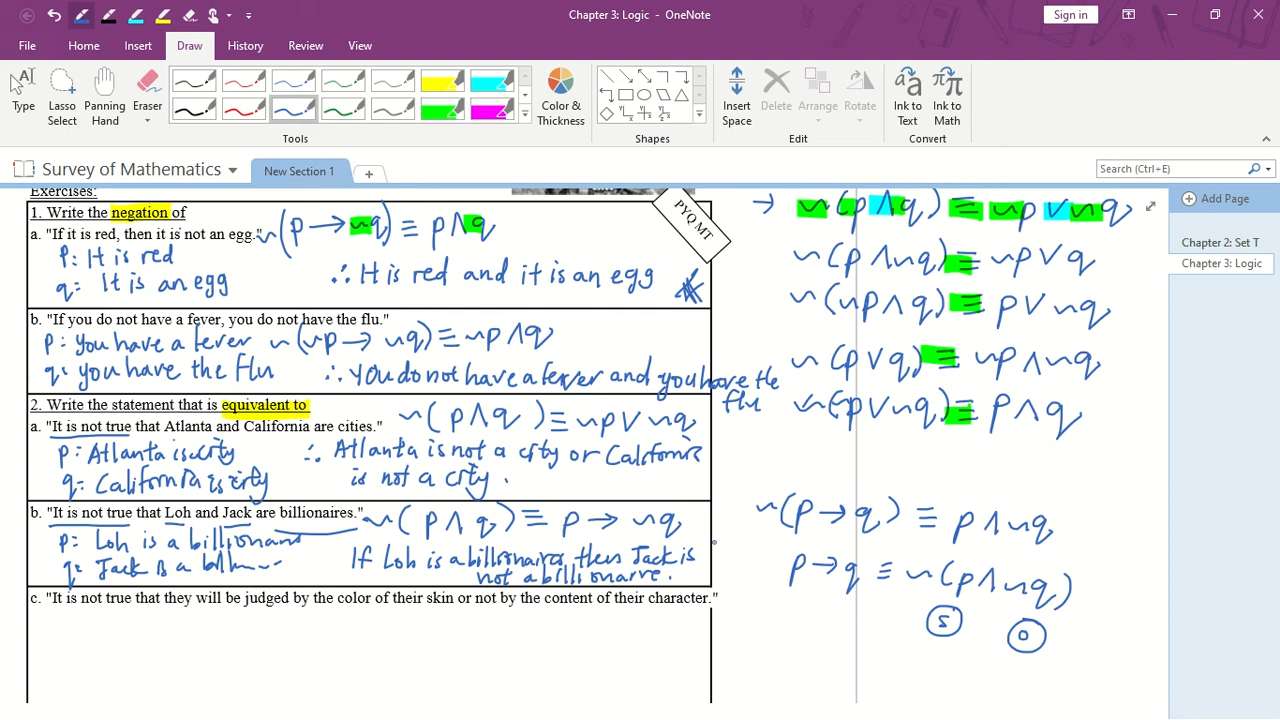 Chapter 3: Logic - OneNote
Sign in
File Home Insert Draw History Review View
Type
Lasso Select
Panning Hand
Eraser
Color & Thickness
Insert Space
Delete
Arrange
Rotate
Ink to Text
Ink to Math
Tools
Shapes
Edit
Convert
Survey of Mathematics
New Section 1
Search (Ctrl+E)
Add Page
Chapter 2: Set T
Chapter 3: Logic
Exercises:
PYQ MT
1. Write the negation of
a. "If it is red, then it is not an egg." ~(p → ~q) ≡ p ∧ q
p: It is red
q: It is an egg
∴ It is red and it is an egg
b. "If you do not have a fever, you do not have the flu."
p: you have a fever ~(~p → ~q) ≡ ~p ∧ q
q: you have the flu ∴ you do not have a fever and you have the flu
2. Write the statement that is equivalent to
~(p ∧ q) ≡ ~p ∨ ~q
a. "It is not true that Atlanta and California are cities."
p: Atlanta is city
q: California is city
∴ Atlanta is not a city or California
is not a city.
b. "It is not true that Loh and Jack are billionaires." ~(p ∧ q) ≡ p → ~q
p: Loh is a billionaire
q: Jack is a
If Loh is a billionaires, then Jack is
not a billionaire.
c. "It is not true that they will be judged by the color of their skin or not by the content of their character."
→ ~(p ∧ q) ≡ ~p ∨ ~q
~(p ∧ ~q) ≡ ~p ∨ q
~(~p ∧ q) ≡ p ∨ ~q
~(p ∨ q) ≡ ~p ∧ ~q
~(~p ∨ ~q) ≡ p ∧ q
~(p → q) ≡ p ∧ ~q
p → q ≡ ~(p ∧ ~q)